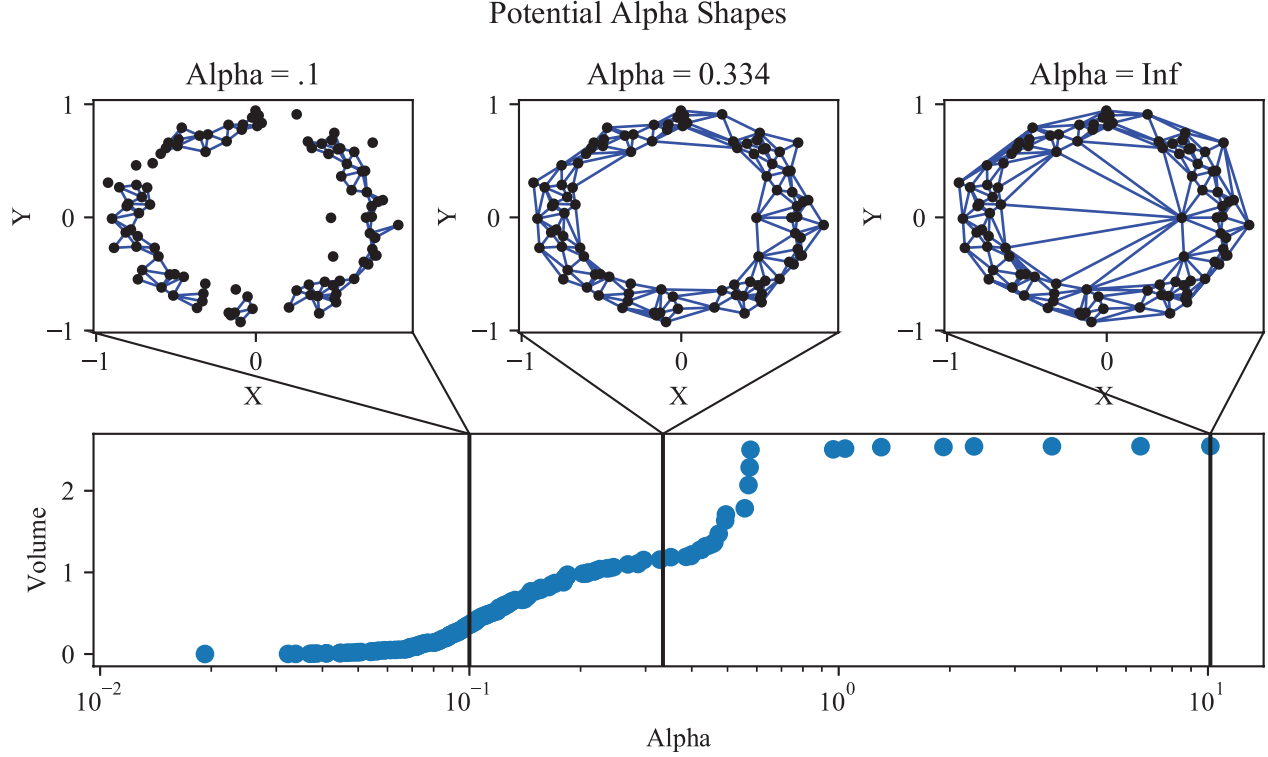 Potential Alpha Shapes
Alpha = .1
Alpha = 0.334
Alpha = Inf
1
0
−1
Y
−1
0
X
1
0
−1
Y
−1
0
X
1
0
−1
Y
−1
0
X
2
1
0
Volume
10⁻²
10⁻¹
10⁰
10¹
Alpha